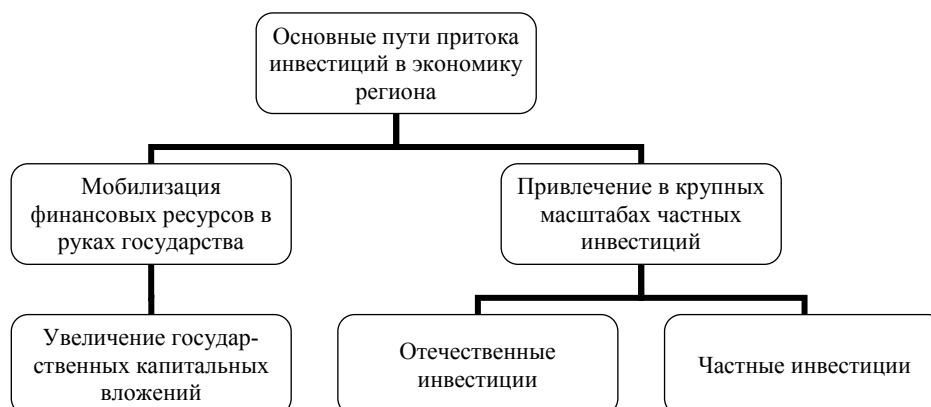 Основные пути притока
инвестиций в экономику
региона
Мобилизация
финансовых ресурсов в
руках государства
Привлечение в крупных
масштабах частных
инвестиций
Увеличение государ-
ственных капитальных
вложений
Отечественные
инвестиции
Частные инвестиции